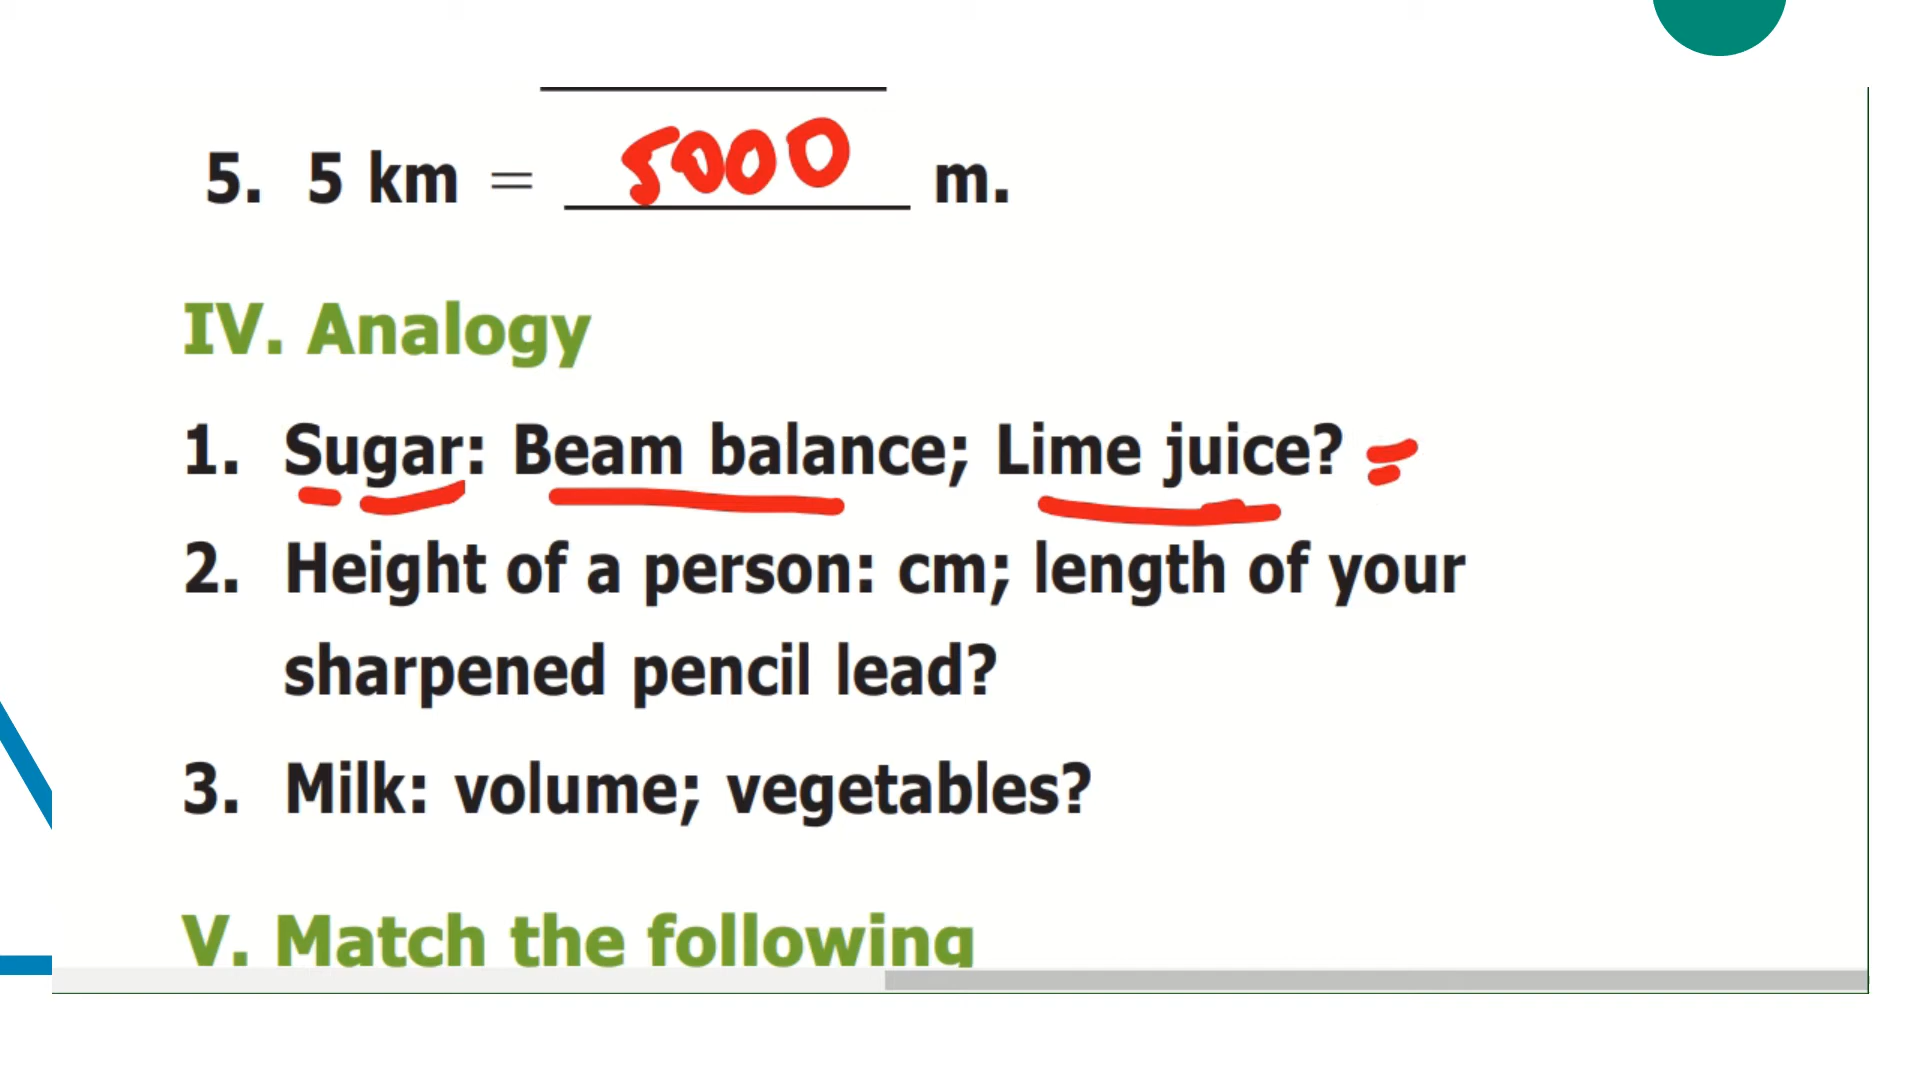 5. 5 km = 5000 m.
IV. Analogy
1. Sugar: Beam balance; Lime juice? =
2. Height of a person: cm; length of your
sharpened pencil lead?
3. Milk: volume; vegetables?
V. Match the following